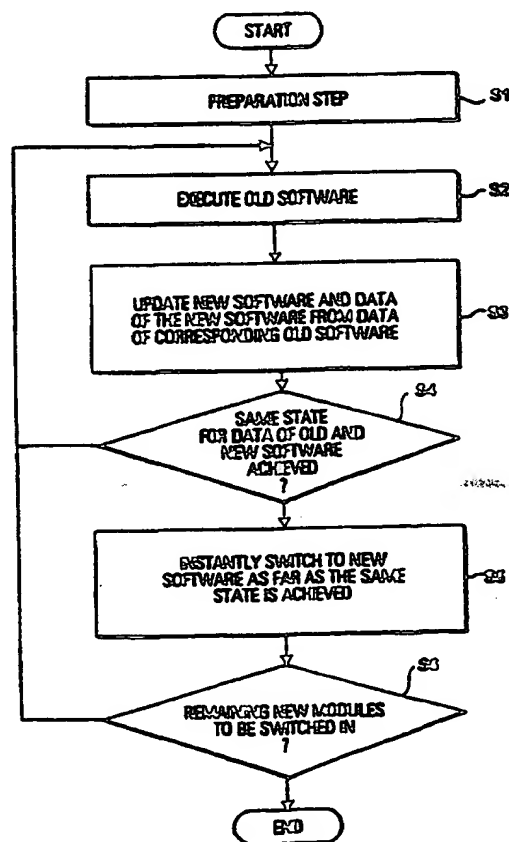 START
PREPARATION STEP
S1
EXECUTE OLD SOFTWARE
S2
UPDATE NEW SOFTWARE AND DATA
OF THE NEW SOFTWARE FROM DATA
OF CORRESPONDING OLD SOFTWARE
S3
S4
SAME STATE
FOR DATA OF OLD AND
NEW SOFTWARE
ACHIEVED
?
INSTANTLY SWITCH TO NEW
SOFTWARE AS FAR AS THE SAME
STATE IS ACHIEVED
S5
REMAINING NEW MODULES
TO BE SWITCHED IN
?
END